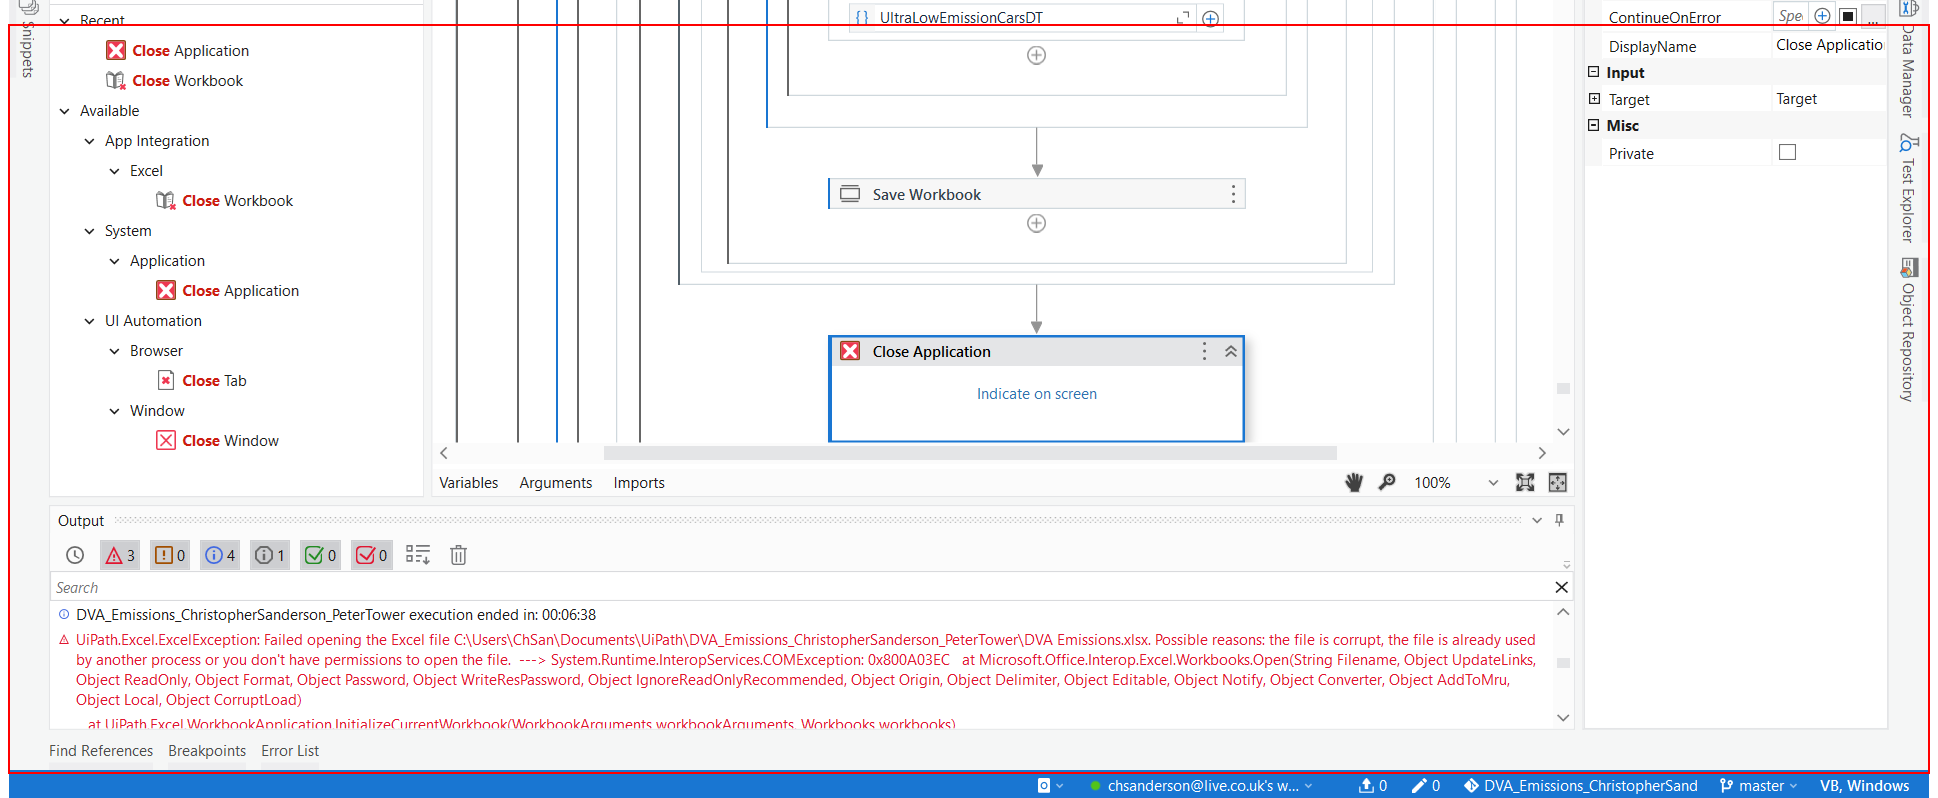 Snippets
Recent
Close Application
Close Workbook
Available
App Integration
Excel
Close Workbook
System
Application
Close Application
UI Automation
Browser
Close Tab
Window
Close Window
UltraLowEmissionCarsDT
Save Workbook
Close Application
Indicate on screen
Variables Arguments Imports
100%
ContinueOnError Spe ...
DisplayName Close Applicatio
Input
Target Target
Misc
Private
Data Manager
Test Explorer
Object Repository
Output
3 0 4 1 0 0
Search
DVA_Emissions_ChristopherSanderson_PeterTower execution ended in: 00:06:38
UiPath.Excel.ExcelException: Failed opening the Excel file C:\Users\ChSan\Documents\UiPath\DVA_Emissions_ChristopherSanderson_PeterTower\DVA Emissions.xlsx. Possible reasons: the file is corrupt, the file is already used
by another process or you don't have permissions to open the file. ---> System.Runtime.InteropServices.COMException: 0x800A03EC at Microsoft.Office.Interop.Excel.Workbooks.Open(String Filename, Object UpdateLinks,
Object ReadOnly, Object Format, Object Password, Object WriteResPassword, Object IgnoreReadOnlyRecommended, Object Origin, Object Delimiter, Object Editable, Object Notify, Object Converter, Object AddToMru,
Object Local, Object CorruptLoad)
at UiPath.Excel.WorkbookApplication.InitializeCurrentWorkbook(WorkbookArguments workbookArguments, Workbooks workbooks)
Find References Breakpoints Error List
chsanderson@live.co.uk's w... 0 0 DVA_Emissions_ChristopherSand master VB, Windows